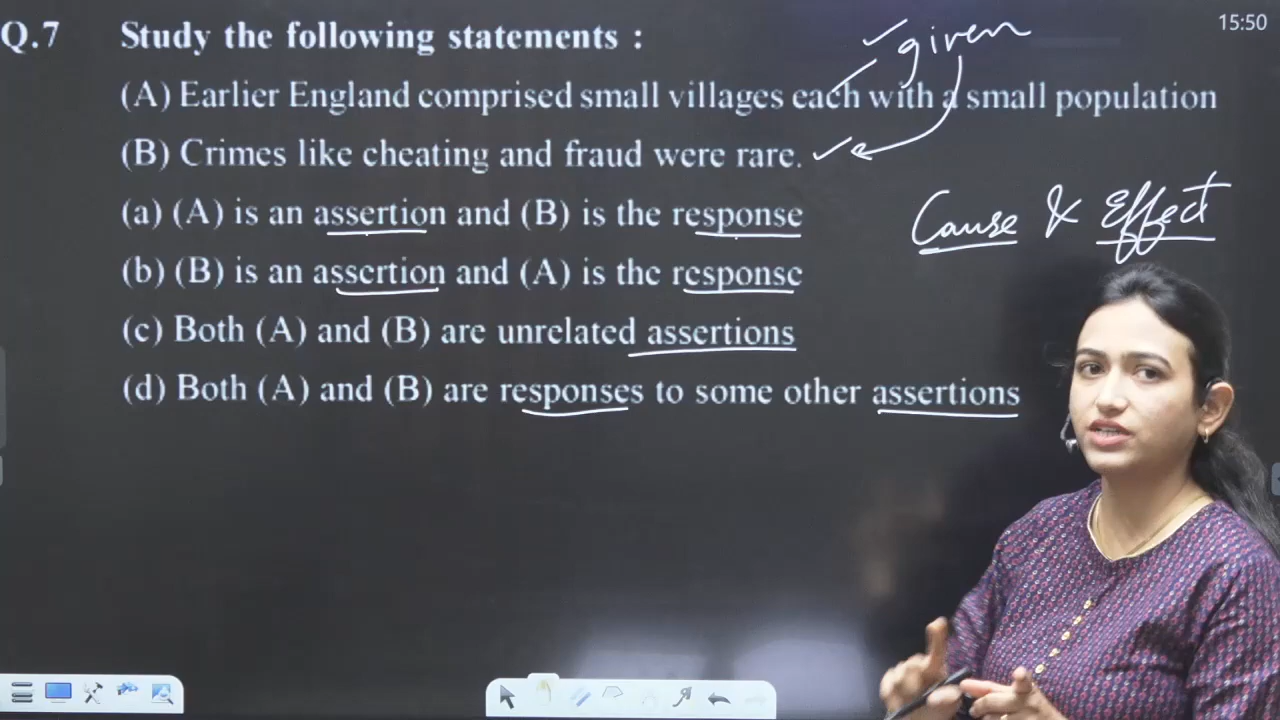 15:50
Q.7 Study the following statements :
given
(A) Earlier England comprised small villages each with a small population
(B) Crimes like cheating and fraud were rare.
(a) (A) is an assertion and (B) is the response
Cause & Effect
(b) (B) is an assertion and (A) is the response
(c) Both (A) and (B) are unrelated assertions
(d) Both (A) and (B) are responses to some other assertions